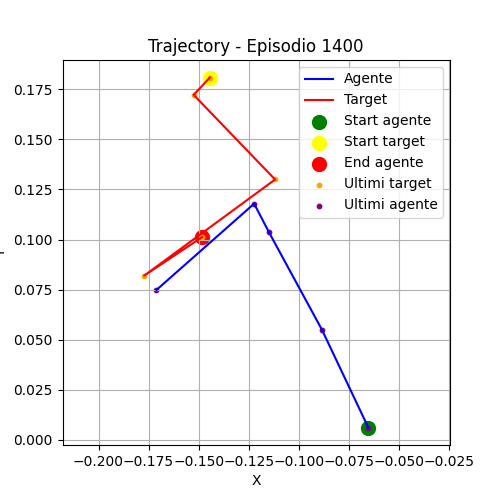 Trajectory - Episodio 1400
Agente
Target
Start agente
Start target
End agente
Ultimi target
Ultimi agente
0.175
0.150
0.125
0.100
0.075
0.050
0.025
0.000
−0.200 −0.175 −0.150 −0.125 −0.100 −0.075 −0.050 −0.025
X